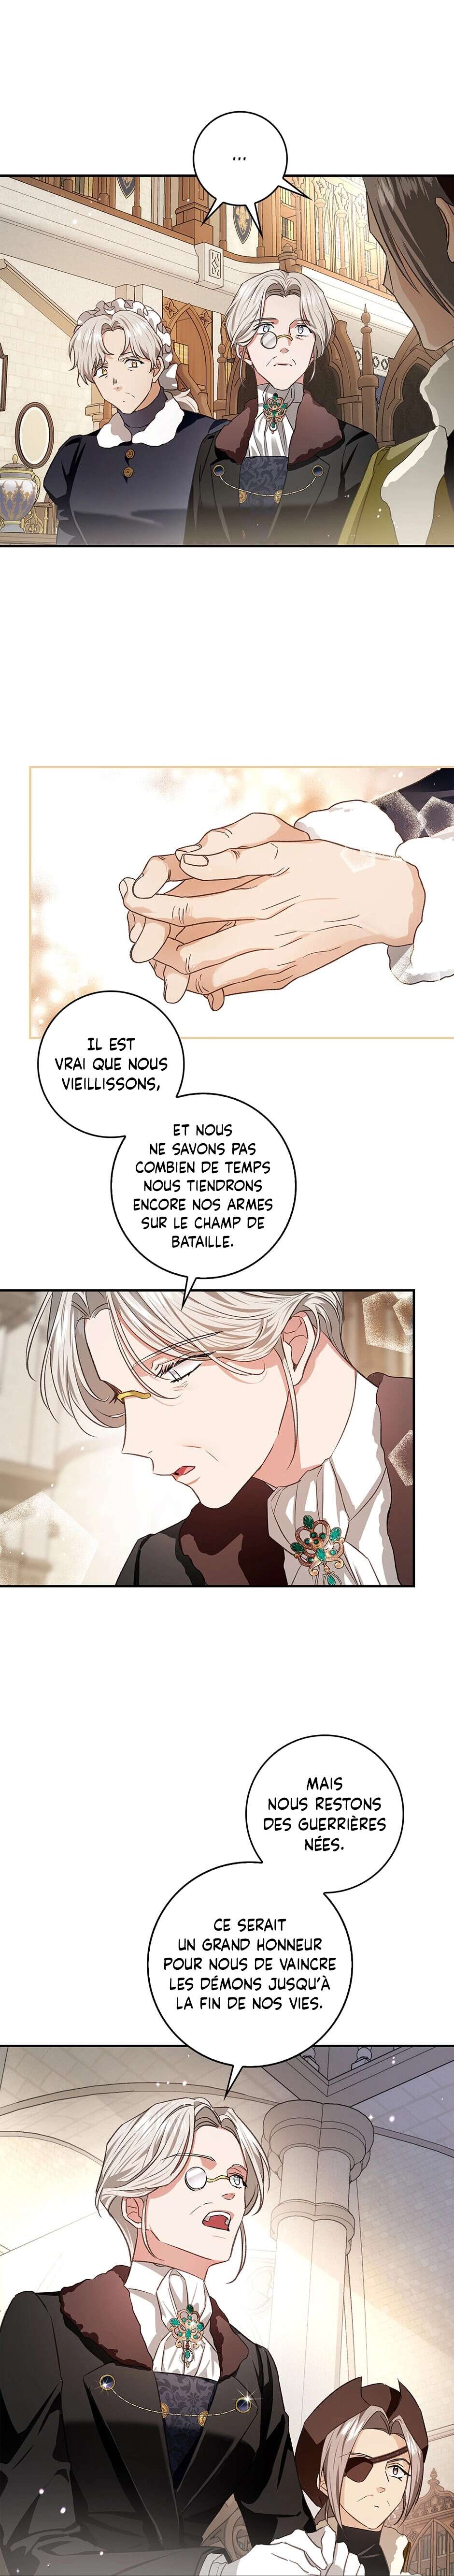 ...
IL EST
VRAI QUE NOUS
VIEILLISSONS,
ET NOUS
NE SAVONS PAS
COMBIEN DE TEMPS
NOUS TIENDRONS
ENCORE NOS ARMES
SUR LE CHAMP DE
BATAILLE.
MAIS
NOUS RESTONS
DES GUERRIÈRES
NÉES.
CE SERAIT
UN GRAND HONNEUR
POUR NOUS DE VAINCRE
LES DÉMONS JUSQU'À
LA FIN DE NOS VIES.